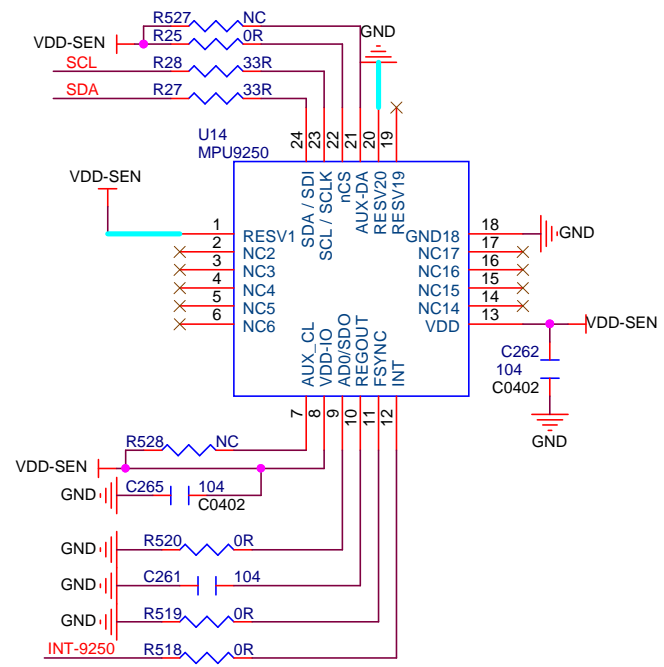 R527 NC
VDD-SEN R25 0R GND
SCL R28 33R
SDA R27 33R
24 23 22 21 20 19
U14
MPU9250
SDA / SDI
SCL / SCLK
nCS
AUX-DA
RESV20
RESV19
VDD-SEN
1 RESV1
2 NC2
3 NC3
4 NC4
5 NC5
6 NC6
GND18 18 GND
NC17 17
NC16 16
NC15 15
NC14 14
VDD 13 VDD-SEN
AUX_CL
VDD-IO
AD0/SDO
REGOUT
FSYNC
INT
7 8 9 10 11 12
C262
104
C0402
GND
R528 NC
VDD-SEN
GND C265 104
C0402
GND R520 0R
GND C261 104
GND R519 0R
INT-9250 R518 0R